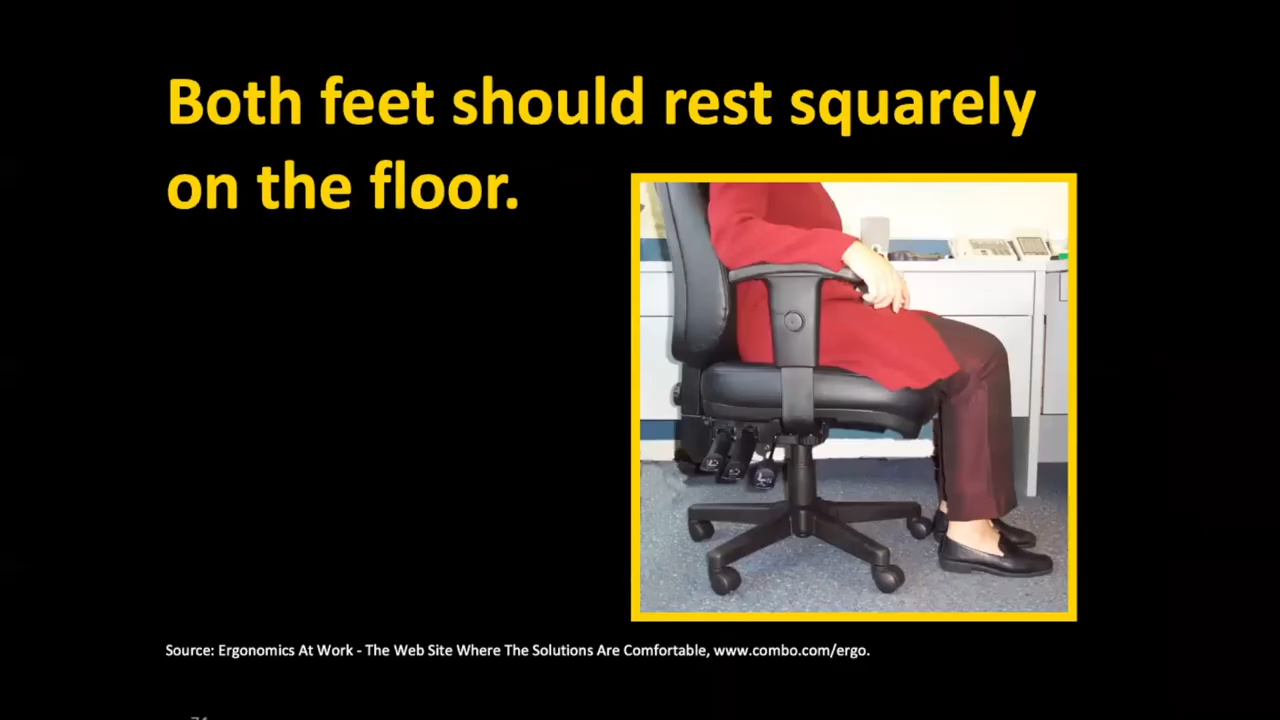 Both feet should rest squarely
on the floor.
Source: Ergonomics At Work - The Web Site Where The Solutions Are Comfortable, www.combo.com/ergo.